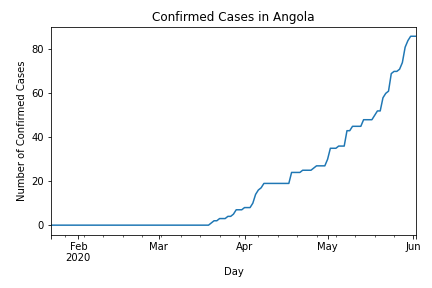 Confirmed Cases in Angola
Number of Confirmed Cases
80
60
40
20
0
Feb Mar Apr May Jun
2020
Day